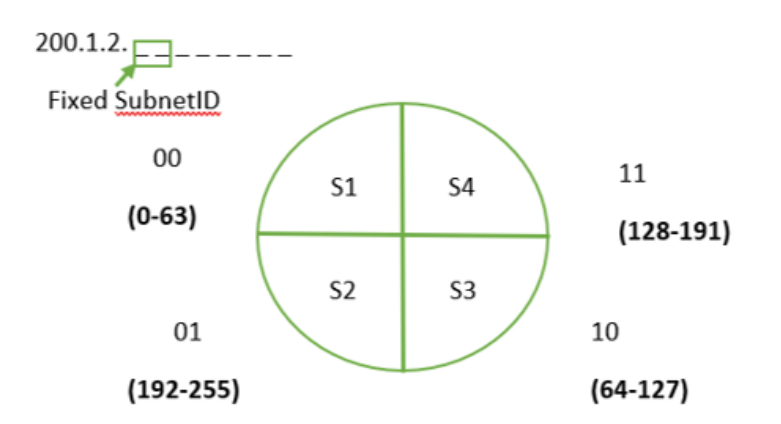 200.1.2. _ _ _ _ _ _ _ _
Fixed SubnetID
00
(0-63)
S1
S4
11
(128-191)
S2
S3
01
(192-255)
10
(64-127)